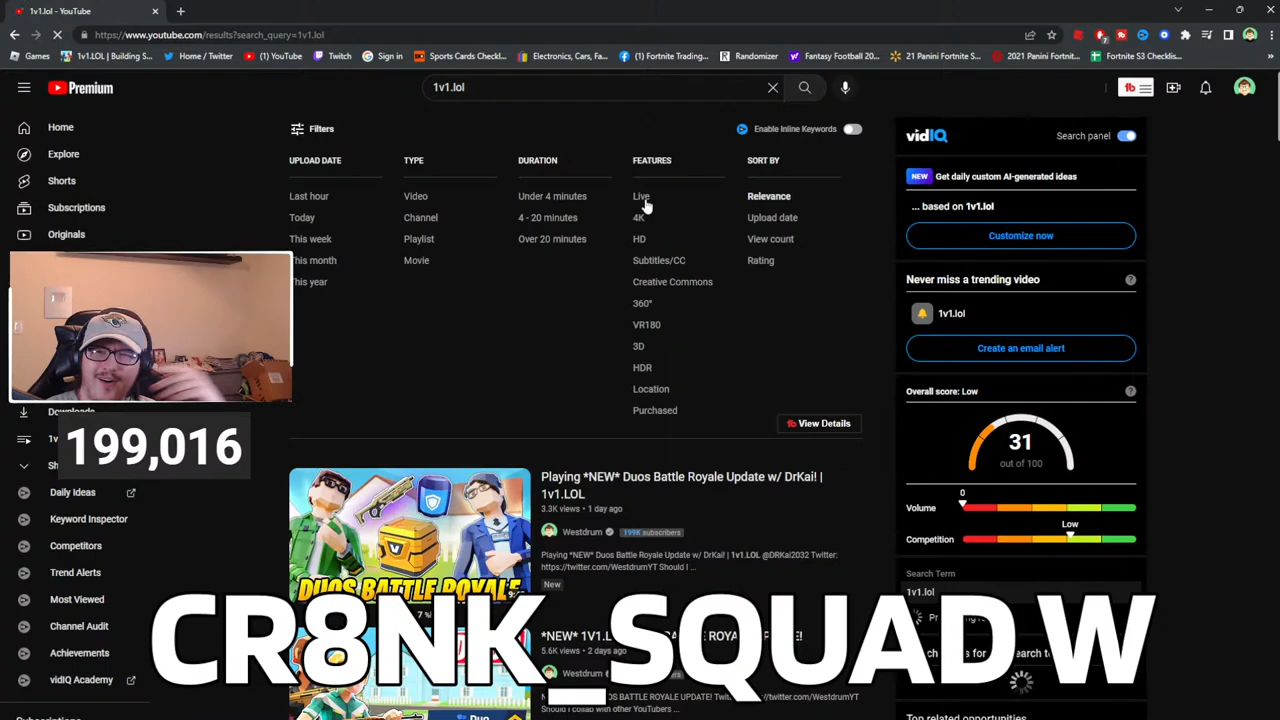 1v1.lol - YouTube
https://www.youtube.com/results?search_query=1v1.lol
Games
1v1.LOL | Building S...
Home / Twitter
(1) YouTube
Twitch
Sign in
Sports Cards Checkl...
Electronics, Cars, Fa...
Fortnite Trading...
Randomizer
Fantasy Football 20...
21 Panini Fortnit...
2021 Panini Fortni...
Fortnite S3 Checklis...
Premium
1v1.lol
Home
Explore
Shorts
Subscriptions
Originals
Downloads
199,016
Daily Ideas
Keyword Inspector
Competitors
Trend Alerts
Most Viewed
Channel Audit
Achievements
vidIQ Academy
Filters
Enable Inline Keywords
UPLOAD DATE
Last hour
Today
This week
This month
This year
TYPE
Video
Channel
Playlist
Movie
DURATION
Under 4 minutes
4 - 20 minutes
Over 20 minutes
FEATURES
Live
4K
HD
Subtitles/CC
Creative Commons
360°
VR180
3D
HDR
Location
Purchased
SORT BY
Relevance
Upload date
View count
Rating
View Details
DUOS BATTLE ROYALE
Playing *NEW* Duos Battle Royale Update w/ DrKai! |
1v1.LOL
3.3K views • 1 day ago
Westdrum
199K subscribers
Playing *NEW* Duos Battle Royale Update w/ DrKai! | 1v1.LOL @DRKai2032 Twitter:
https://twitter.com/WestdrumYT Should I ...
New
5.6K views • 2 days ago
vidIQ
Search panel
NEW
Get daily custom AI-generated ideas
... based on 1v1.lol
Customize now
Never miss a trending video
1v1.lol
Create an email alert
Overall score: Low
31
out of 100
0
Volume
Low
Competition
Search Term
1v1.lol
CR8NK_SQUAD W
Duo
Top related opportunities